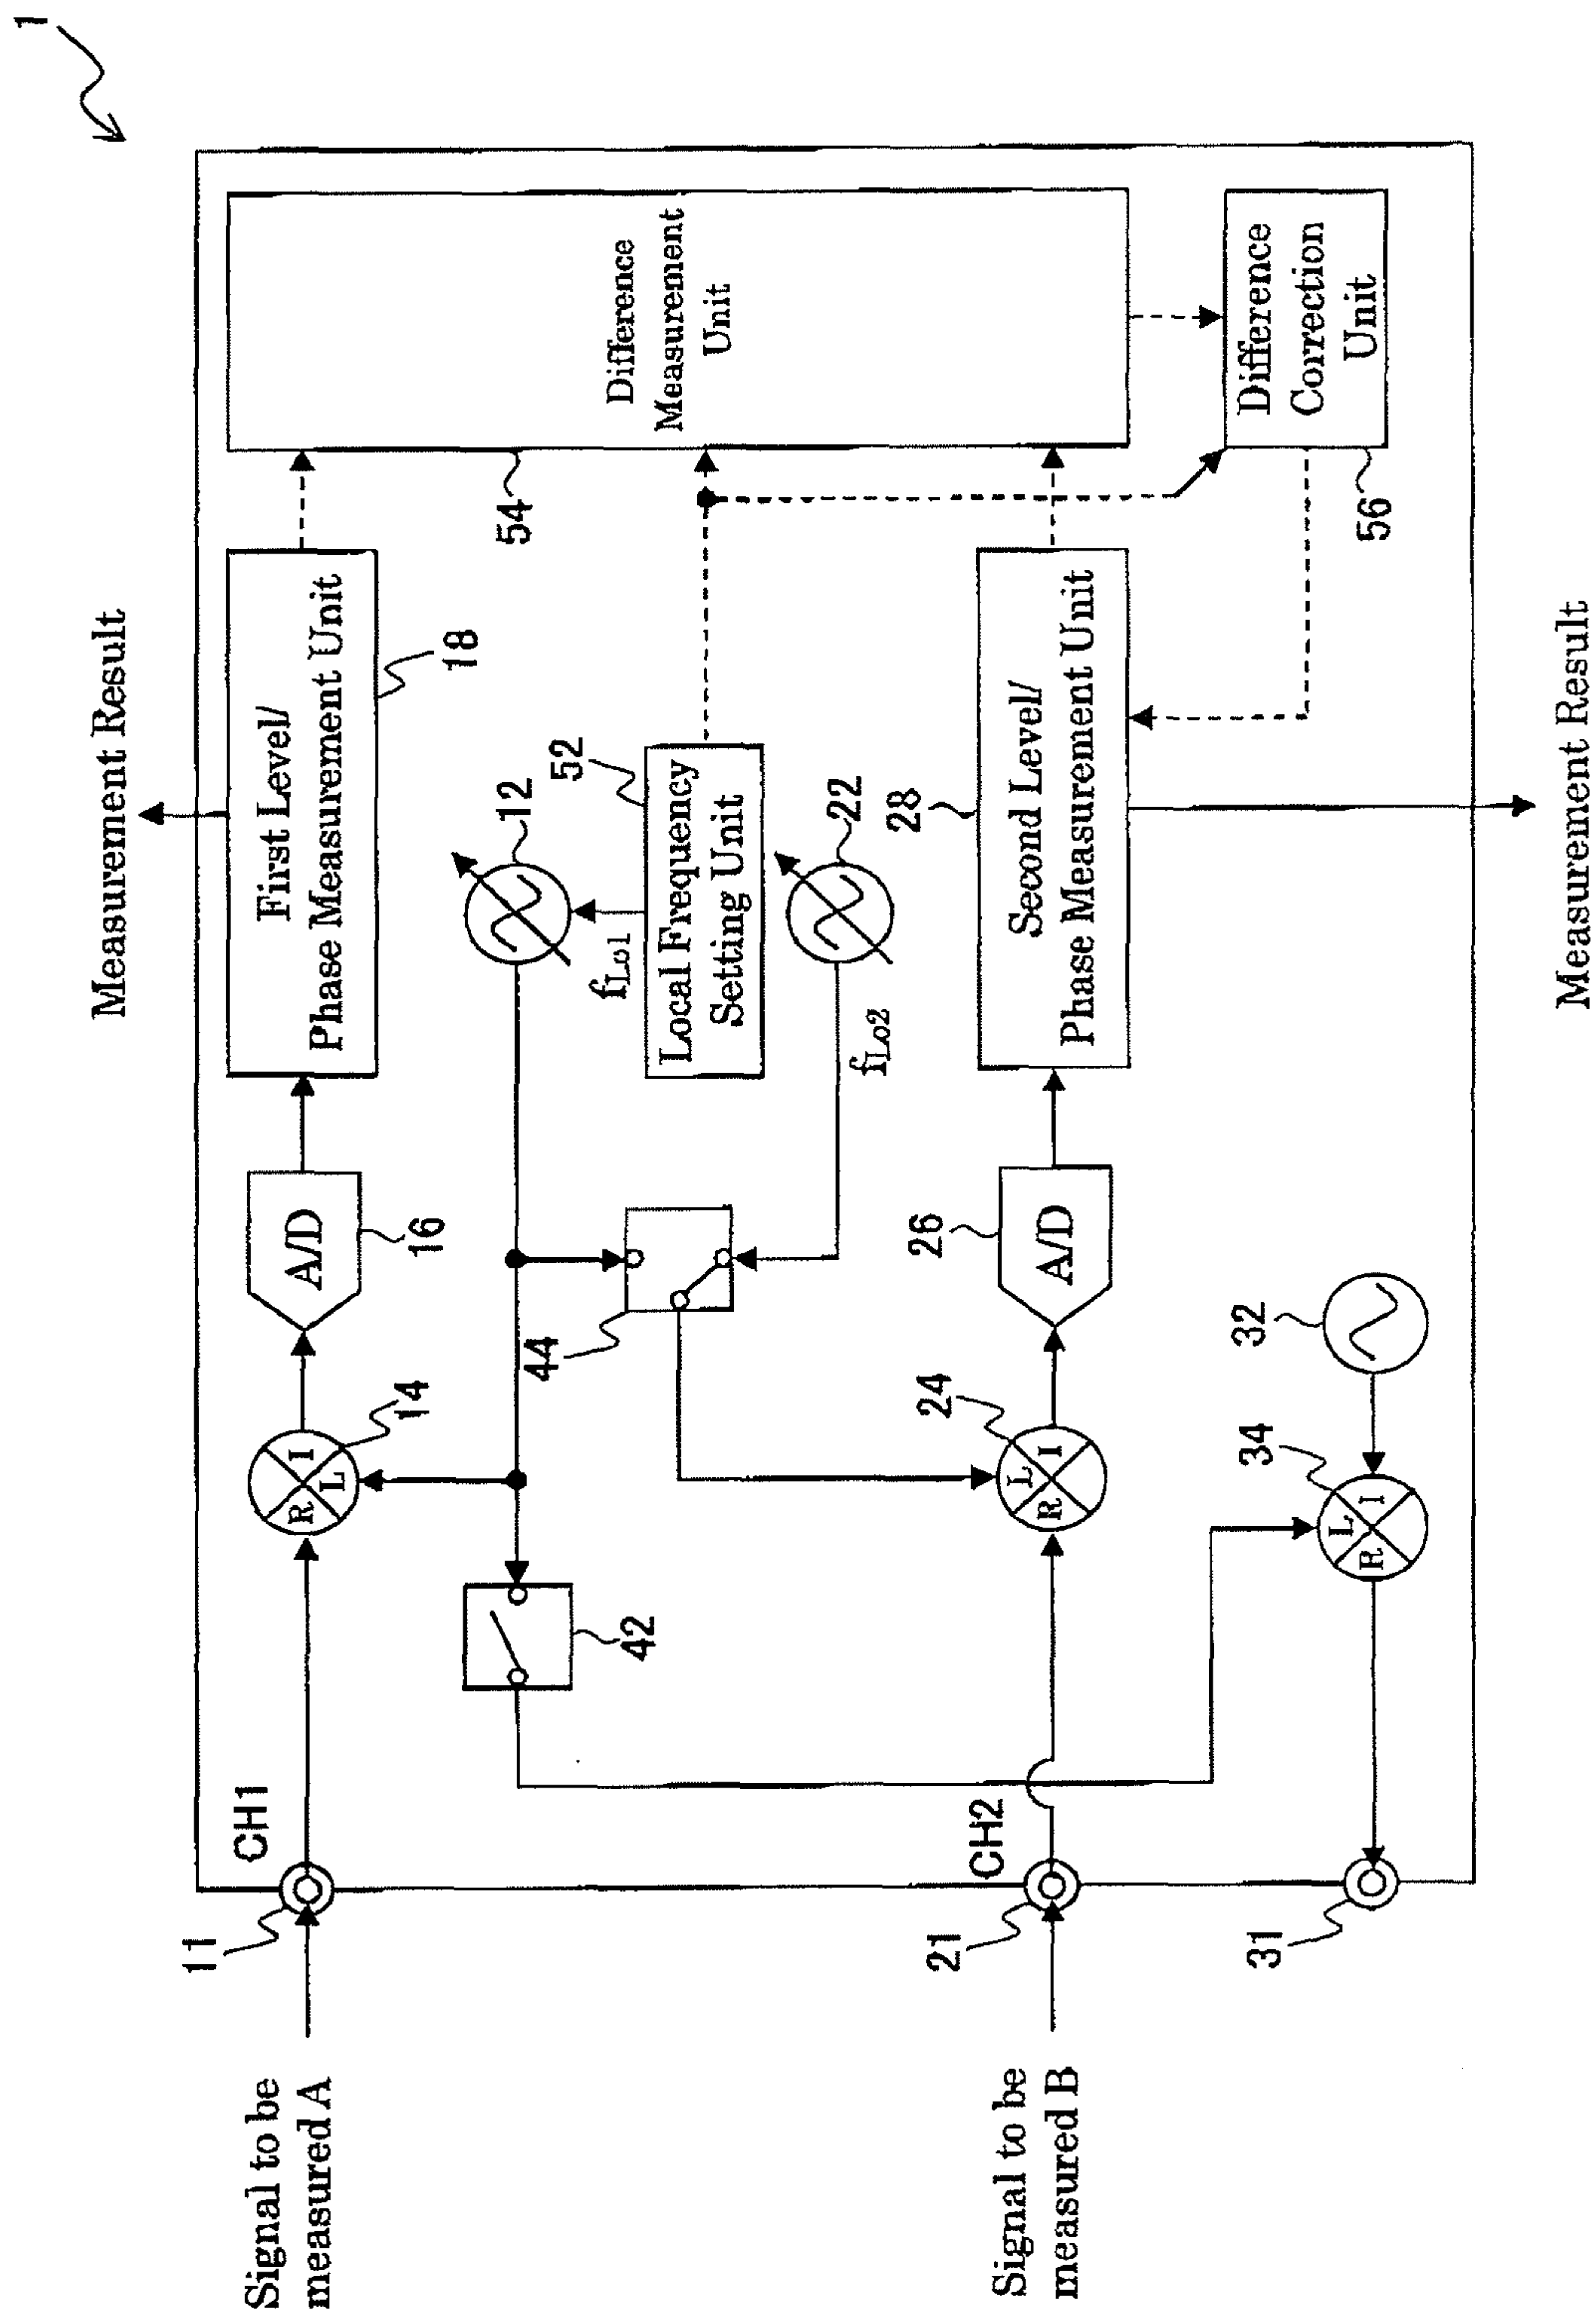 1
Measurement Result
First Level/
Phase Measurement Unit
18
A/D
16
R
I
L
14
CH1
11
Signal to be
measured A
Difference
Measurement
Unit
54
12
52
fLo1
Local Frequency
Setting Unit
22
fLo2
44
42
Second Level/
Phase Measurement Unit
28
A/D
26
L
R
I
24
CH2
21
Signal to be
measured B
Difference
Correction
Unit
56
32
L
R
I
34
31
Measurement Result